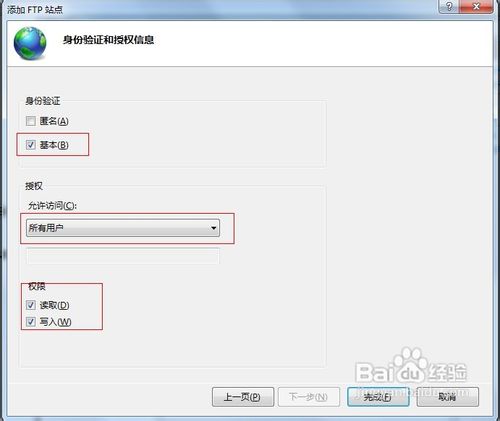 添加 FTP 站点
身份验证和授权信息
身份验证
匿名(A)
基本(B)
授权
允许访问(C):
所有用户
权限
读取(D)
写入(W)
Baidu 经验
jingyan.baidu.com
上一页(P)
下一步(N)
完成(F)
取消